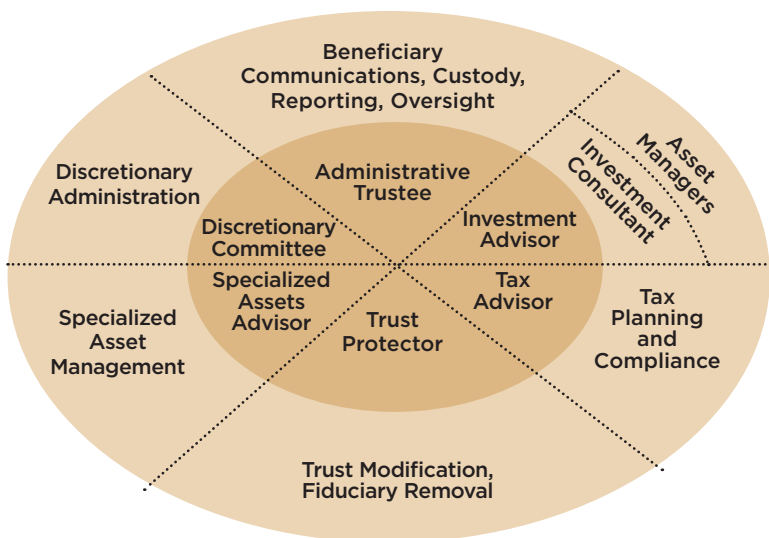 Beneficiary
Communications, Custody,
Reporting, Oversight
Asset
Managers
Investment
Consultant
Discretionary
Administration
Administrative
Trustee
Discretionary
Committee
Investment
Advisor
Specialized
Assets
Advisor
Tax
Advisor
Trust
Protector
Specialized
Asset
Management
Tax
Planning
and
Compliance
Trust Modification,
Fiduciary Removal